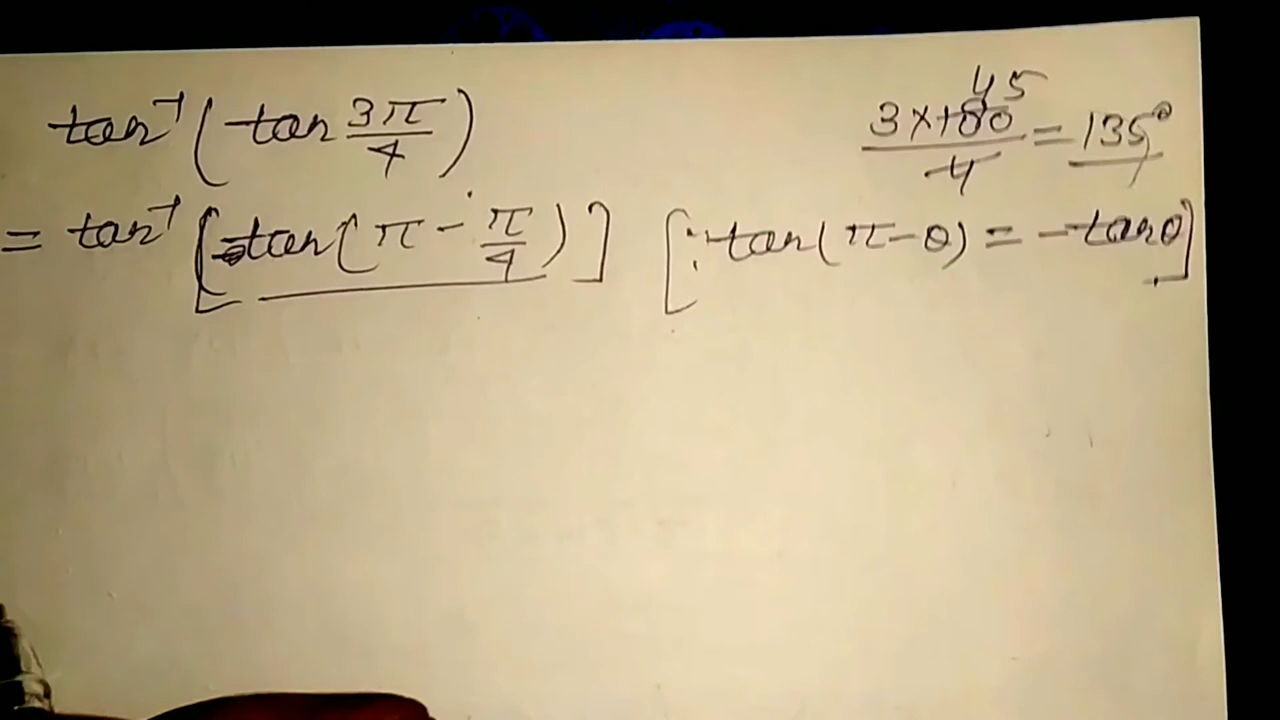 tan⁻¹(tan 3π/4)
3×180/4 = 135°
45
= tan⁻¹[tan(π - π/4)] [∵ tan(π-θ) = -tanθ]